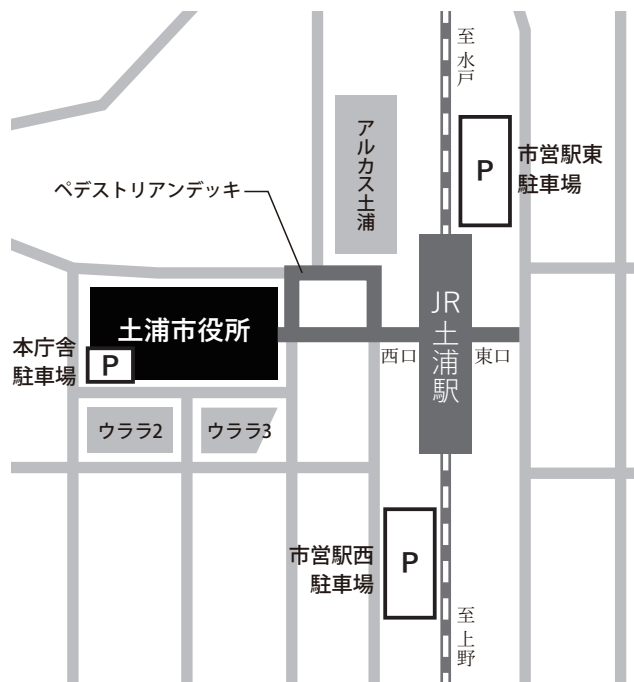 至 水戸
アルカス土浦
P
市営駅東
駐車場
ペデストリアンデッキ
土浦市役所
JR土浦駅
西口
東口
本庁舎
駐車場
P
ウララ2
ウララ3
市営駅西
駐車場
P
至 上野